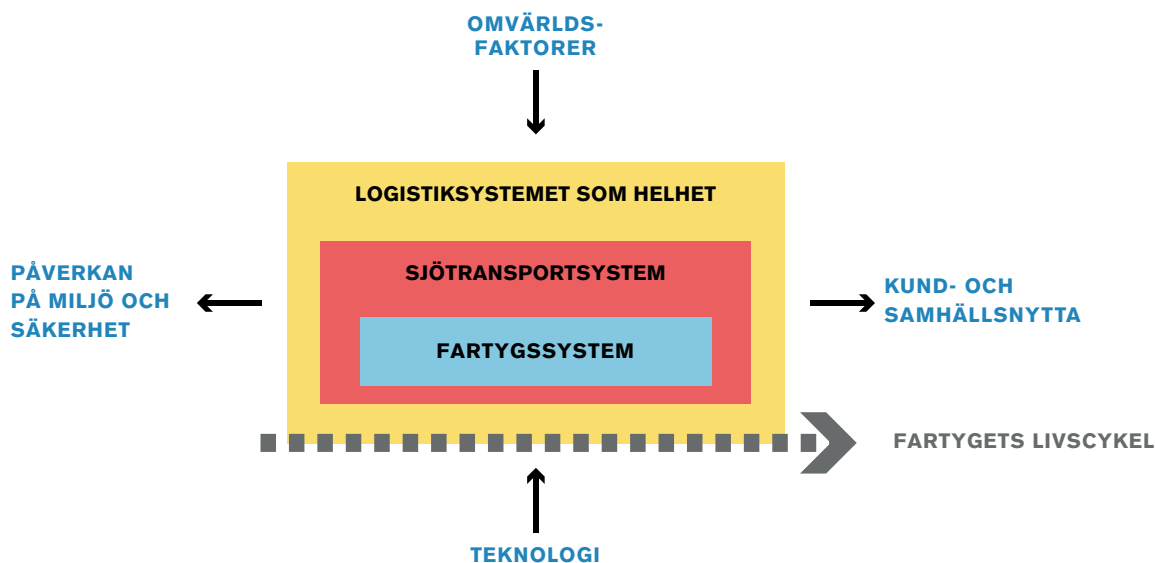 OMVÄRLDS-
FAKTORER
LOGISTIKSYSTEMET SOM HELHET
SJÖTRANSPORTSYSTEM
PÅVERKAN
PÅ MILJÖ OCH
SÄKERHET
KUND- OCH
SAMHÄLLSNYTTA
FARTYGSSYSTEM
FARTYGETS LIVSCYKEL
TEKNOLOGI